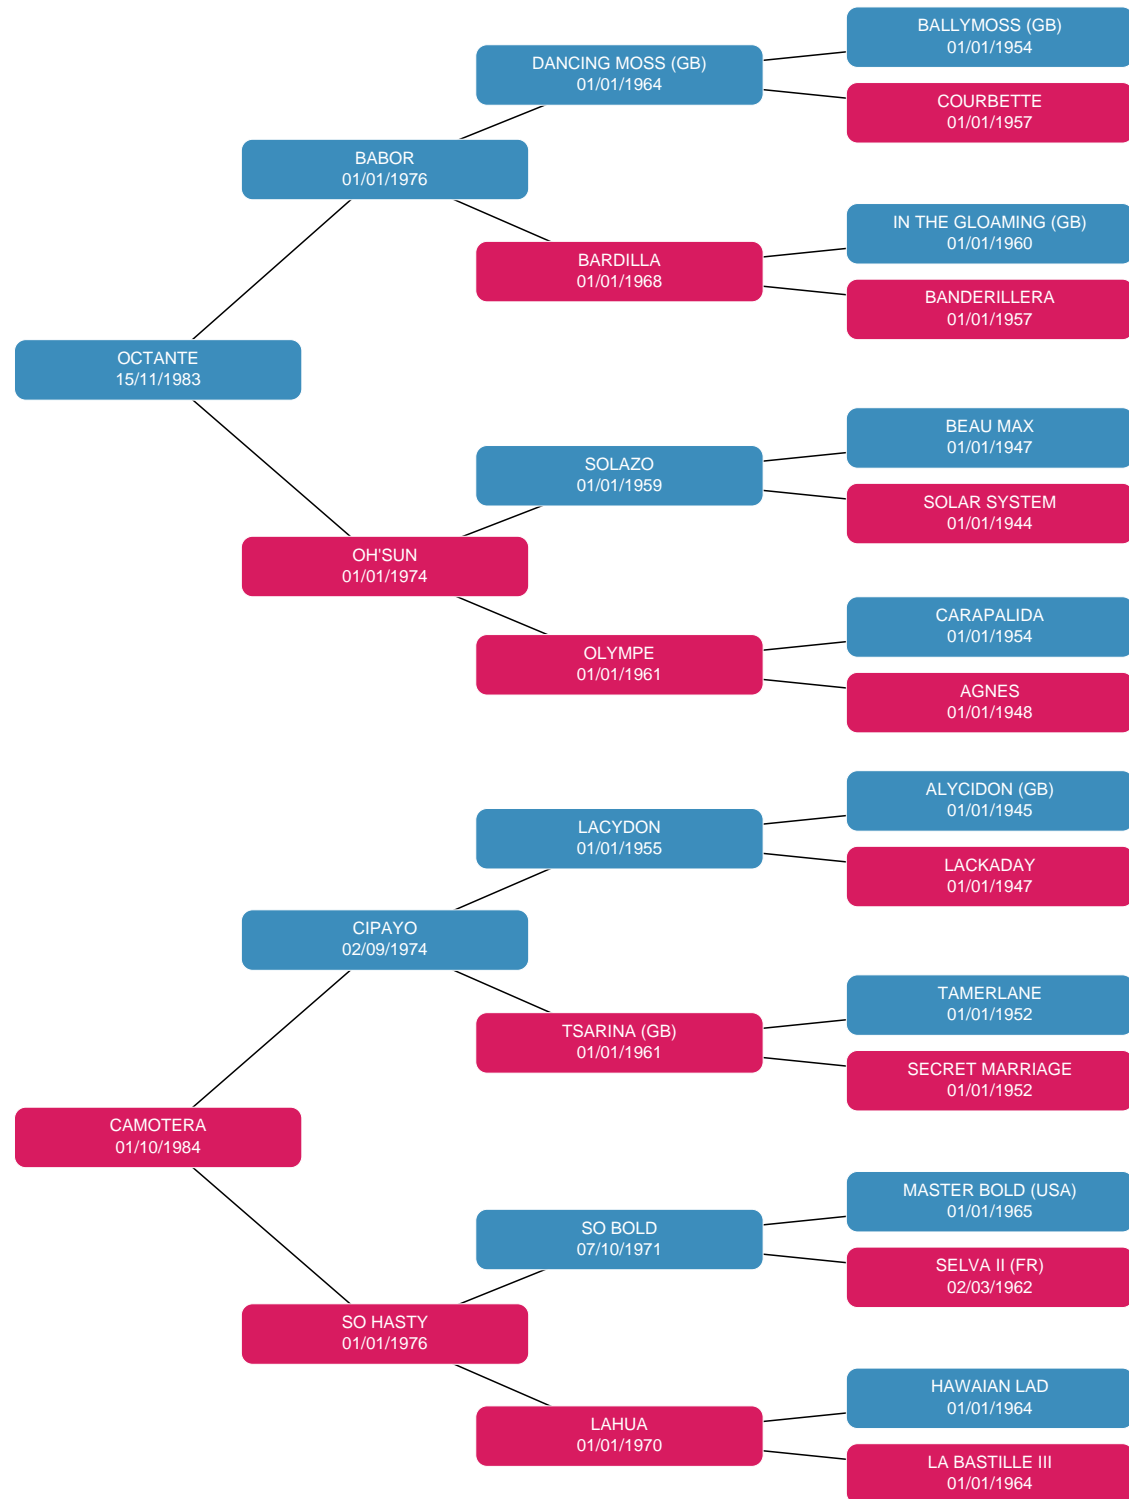 BALLYMOSS (GB)
01/01/1954
DANCING MOSS (GB)
01/01/1964
COURBETTE
01/01/1957
BABOR
01/01/1976
IN THE GLOAMING (GB)
01/01/1960
BARDILLA
01/01/1968
BANDERILLERA
01/01/1957
OCTANTE
15/11/1983
BEAU MAX
01/01/1947
SOLAZO
01/01/1959
SOLAR SYSTEM
01/01/1944
OH'SUN
01/01/1974
CARAPALIDA
01/01/1954
OLYMPE
01/01/1961
AGNES
01/01/1948
ALYCIDON (GB)
01/01/1945
LACYDON
01/01/1955
LACKADAY
01/01/1947
CIPAYO
02/09/1974
TAMERLANE
01/01/1952
TSARINA (GB)
01/01/1961
SECRET MARRIAGE
01/01/1952
CAMOTERA
01/10/1984
MASTER BOLD (USA)
01/01/1965
SO BOLD
07/10/1971
SELVA II (FR)
02/03/1962
SO HASTY
01/01/1976
HAWAIAN LAD
01/01/1964
LAHUA
01/01/1970
LA BASTILLE III
01/01/1964